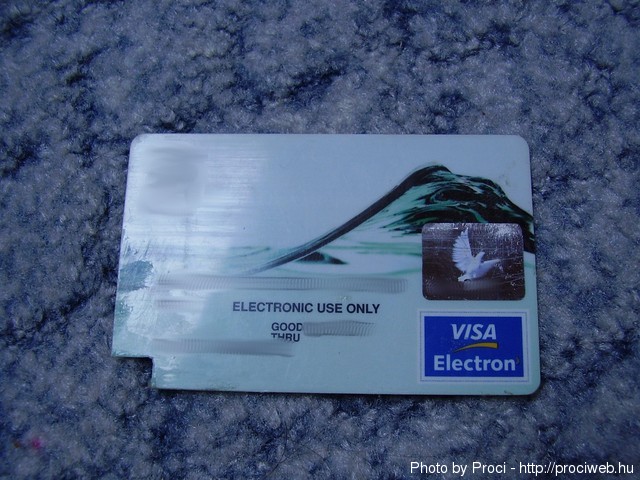 ELECTRONIC USE ONLY
GOOD
THRU
VISA
Electron
Photo by Proci - http://prociweb.hu